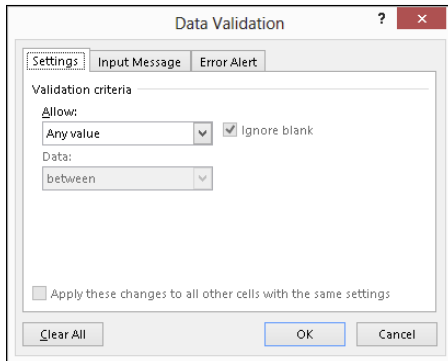 Data Validation
?
Settings
Input Message
Error Alert
Validation criteria
Allow:
Any value
Ignore blank
Data:
between
Apply these changes to all other cells with the same settings
Clear All
OK
Cancel